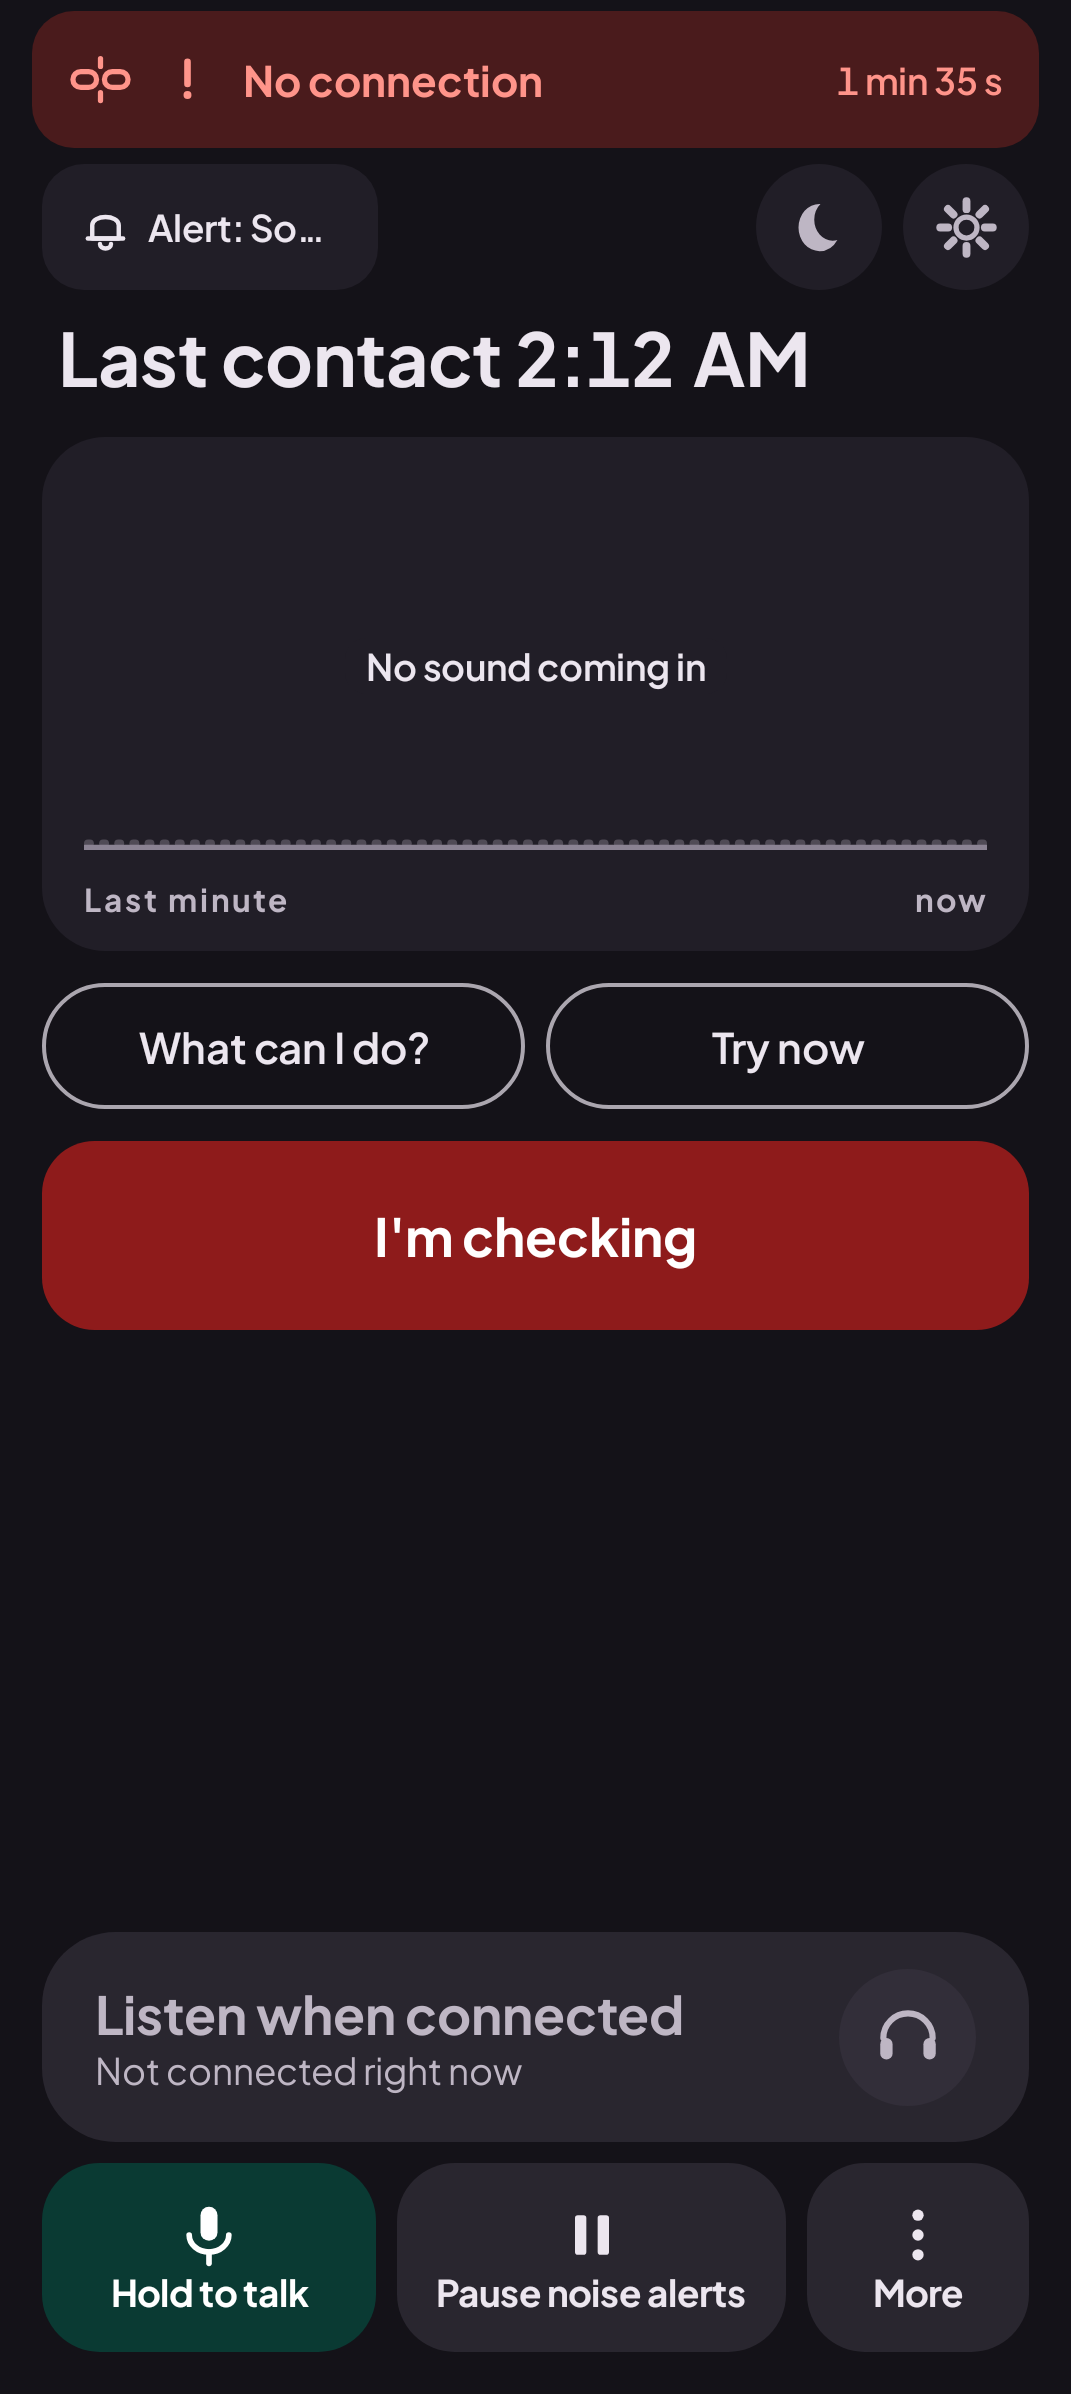 No connection
1 min 35 s
Alert: So...
Last contact 2:12 AM
No sound coming in
Last minute
now
What can I do?
Try now
I'm checking
Listen when connected
Not connected right now
Hold to talk
Pause noise alerts
More